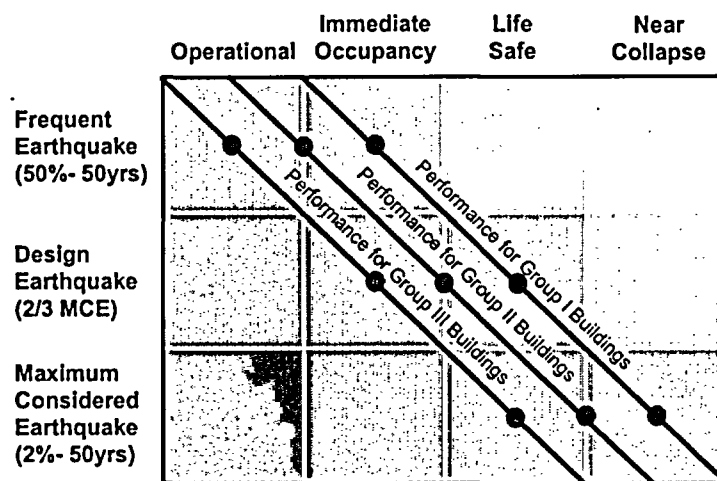 Operational
Immediate
Occupancy
Life
Safe
Near
Collapse
Frequent
Earthquake
(50%- 50yrs)
Design
Earthquake
(2/3 MCE)
Maximum
Considered
Earthquake
(2%- 50yrs)
Performance for Group I Buildings
Performance for Group II Buildings
Performance for Group III Buildings